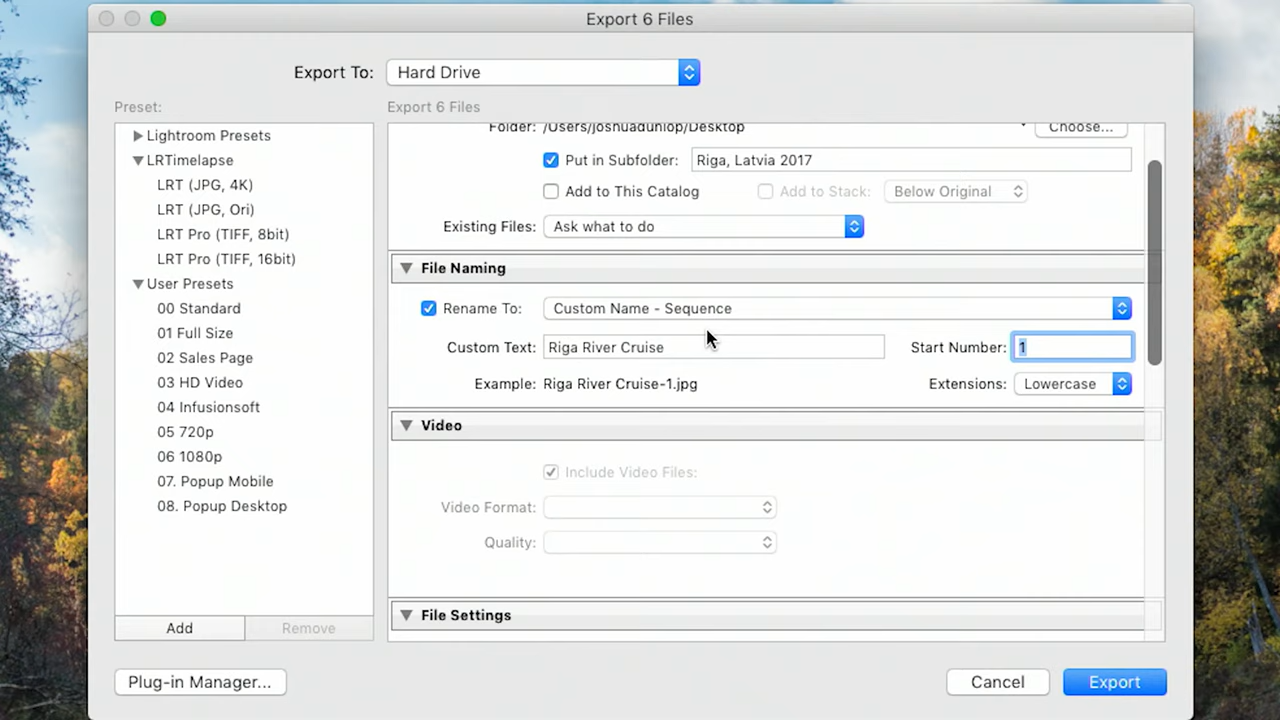 Export 6 Files
Export To: Hard Drive
Preset:
Export 6 Files
Lightroom Presets
LRTimelapse
LRT (JPG, 4K)
LRT (JPG, Ori)
LRT Pro (TIFF, 8bit)
LRT Pro (TIFF, 16bit)
User Presets
00 Standard
01 Full Size
02 Sales Page
03 HD Video
04 Infusionsoft
05 720p
06 1080p
07. Popup Mobile
08. Popup Desktop
Add Remove
Folder: /Users/joshuadunlop/Desktop Choose...
Put in Subfolder: Riga, Latvia 2017
Add to This Catalog Add to Stack: Below Original
Existing Files: Ask what to do
File Naming
Rename To: Custom Name - Sequence
Custom Text: Riga River Cruise Start Number: 1
Example: Riga River Cruise-1.jpg Extensions: Lowercase
Video
Include Video Files:
Video Format:
Quality:
File Settings
Plug-in Manager... Cancel Export